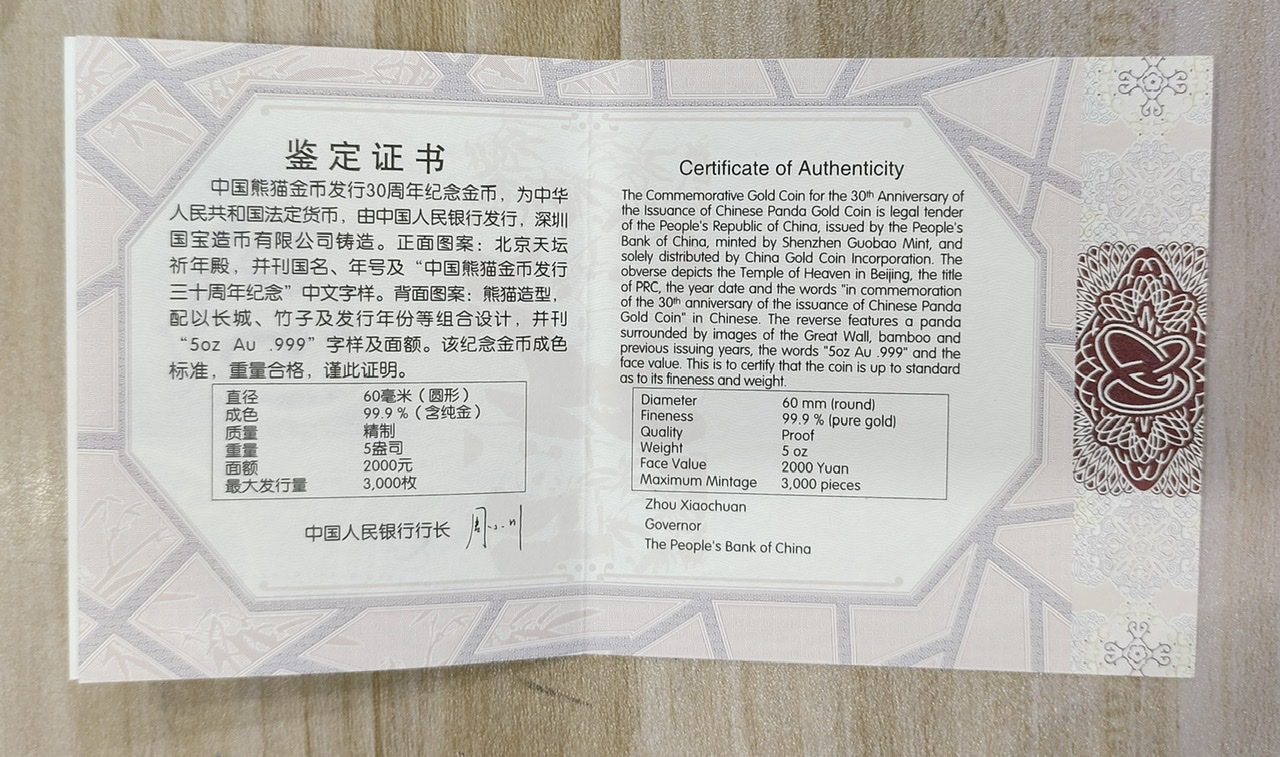 鉴定证书
中国熊猫金币发行30周年纪念金币，为中华
人民共和国法定货币，由中国人民银行发行，深圳
国宝造币有限公司铸造。正面图案：北京天坛
祈年殿，并刊国名、年号及“中国熊猫金币发行
三十周年纪念”中文字样。背面图案：熊猫造型，
配以长城、竹子及发行年份等组合设计，并刊
“5oz Au .999”字样及面额。该纪念金币成色
标准，重量合格，谨此证明。
直径 60毫米（圆形）
成色 99.9％（含纯金）
质量 精制
重量 5盎司
面额 2000元
最大发行量 3,000枚
中国人民银行行长 周小川
Certificate of Authenticity
The Commemorative Gold Coin for the 30th Anniversary of
the Issuance of Chinese Panda Gold Coin is legal tender
of the People's Republic of China, issued by the People's
Bank of China, minted by Shenzhen Guobao Mint, and
solely distributed by China Gold Coin Incorporation. The
obverse depicts the Temple of Heaven in Beijing, the title
of PRC, the year date and the words "in commemoration
of the 30th anniversary of the issuance of Chinese Panda
Gold Coin" in Chinese. The reverse features a panda
surrounded by images of the Great Wall, bamboo and
previous issuing years, the words "5oz Au .999" and the
face value. This is to certify that the coin is up to standard
as to its fineness and weight.
Diameter 60 mm (round)
Fineness 99.9 % (pure gold)
Quality Proof
Weight 5 oz
Face Value 2000 Yuan
Maximum Mintage 3,000 pieces
Zhou Xiaochuan
Governor
The People's Bank of China